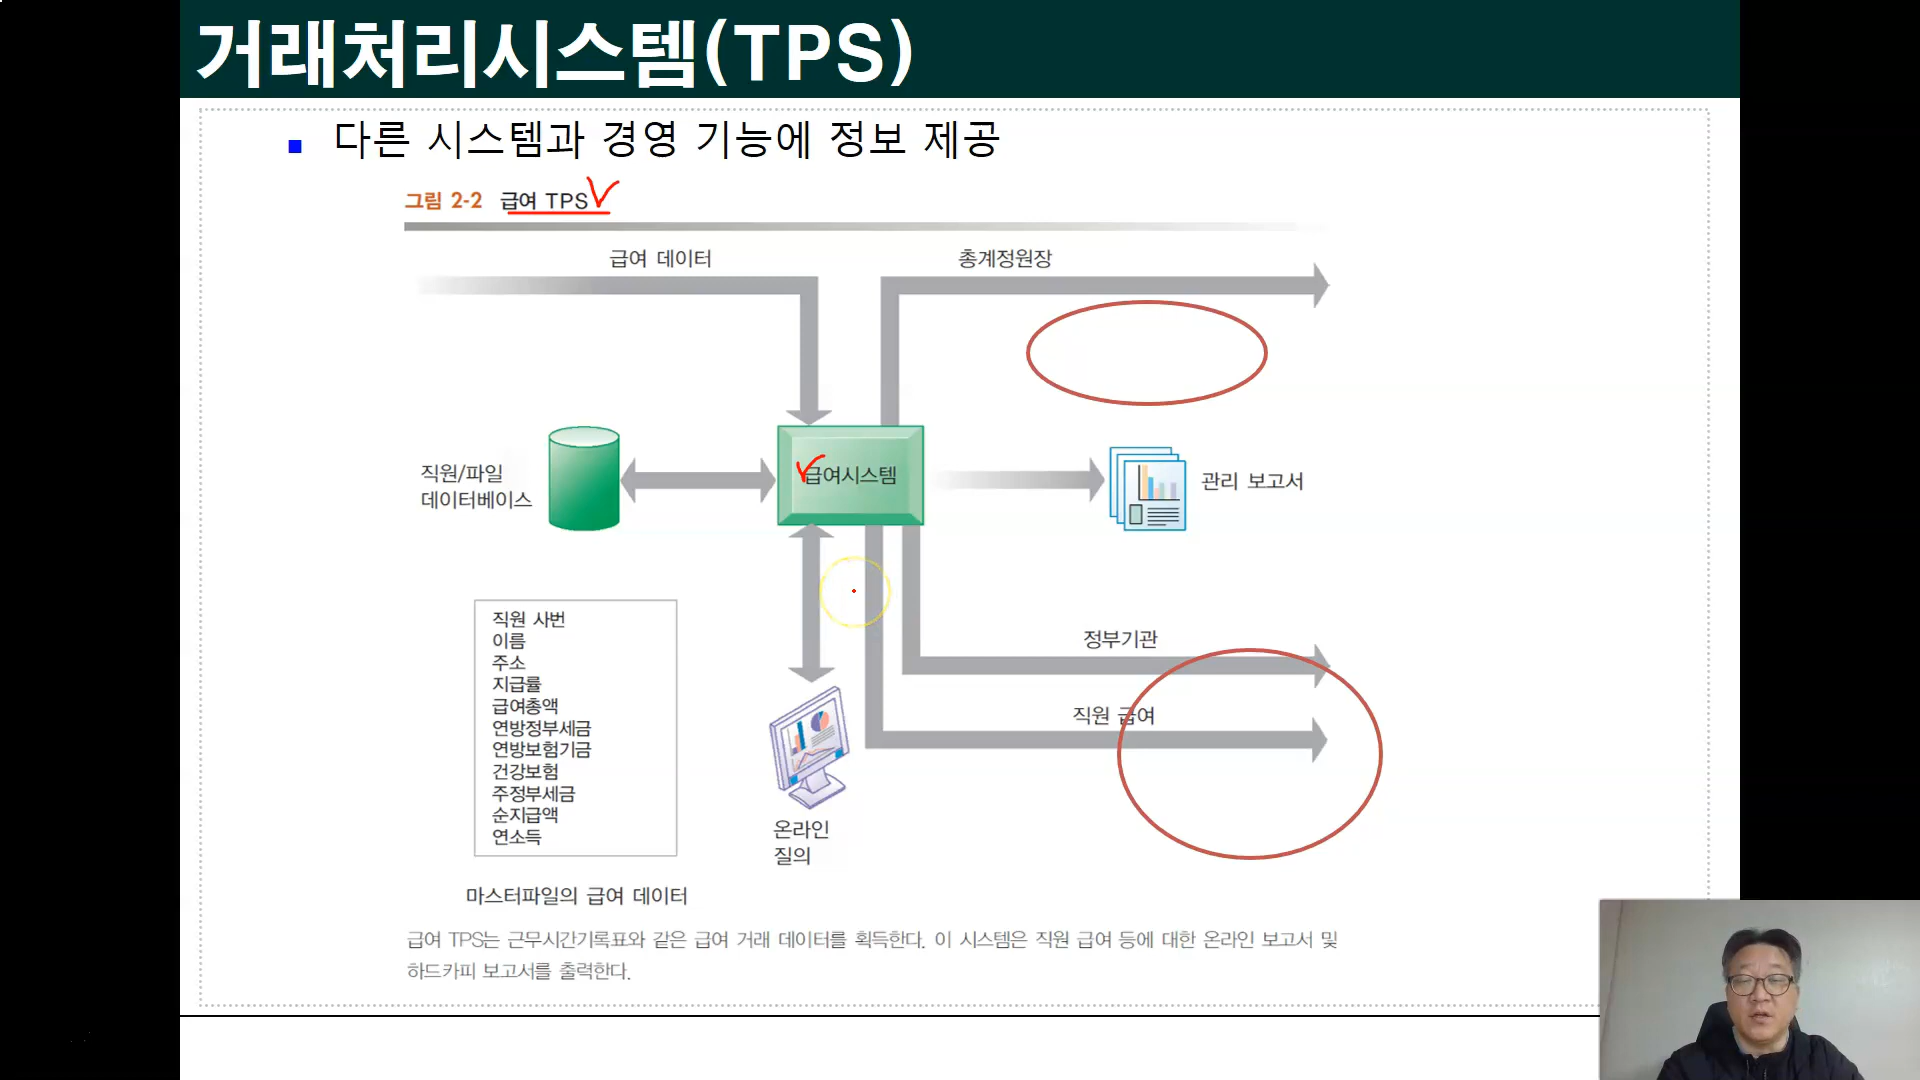 거래처리시스템(TPS)
다른 시스템과 경영 기능에 정보 제공
그림 2-2 급여 TPS
급여 데이터
총계정원장
직원/파일
데이터베이스
급여시스템
관리 보고서
직원 사번
이름
주소
지급률
급여총액
연방정부세금
연방보험기금
건강보험
주정부세금
순지급액
연소득
마스터파일의 급여 데이터
온라인
질의
정부기관
직원 급여
급여 TPS는 근무시간기록표와 같은 급여 거래 데이터를 획득한다. 이 시스템은 직원 급여 등에 대한 온라인 보고서 및
하드카피 보고서를 출력한다.